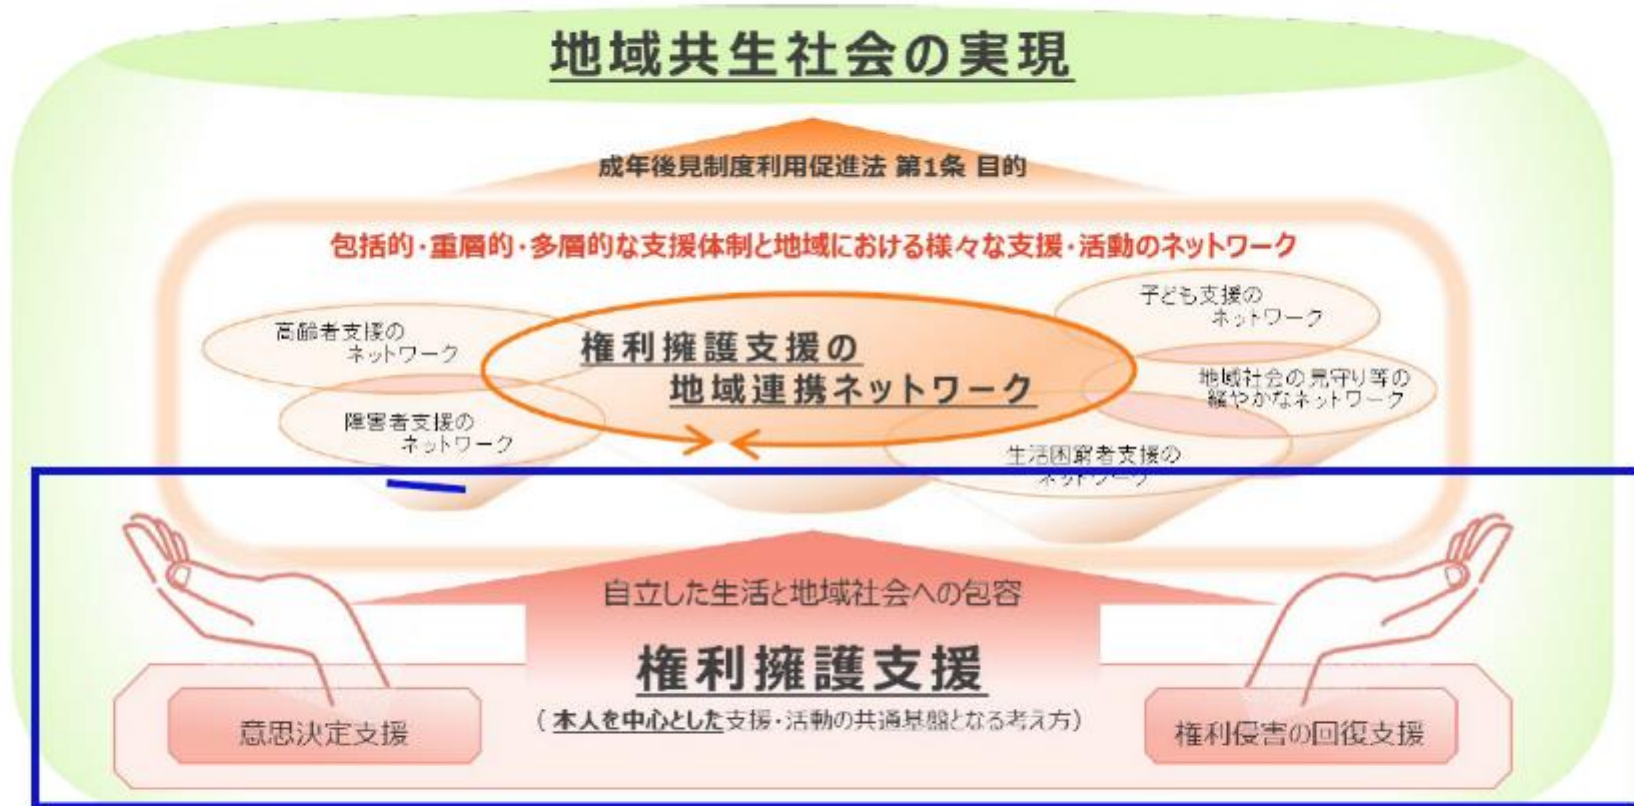 地域共生社会の実現
成年後見制度利用促進法 第1条 目的
包括的・重層的・多層的な支援体制と地域における様々な支援・活動のネットワーク
高齢者支援の
ネットワーク
障害者支援の
ネットワーク
権利擁護支援の
地域連携ネットワーク
子ども支援の
ネットワーク
地域社会の見守り等の
緩やかなネットワーク
生活困窮者支援の
ネットワーク
自立した生活と地域社会への包容
権利擁護支援
(本人を中心とした支援・活動の共通基盤となる考え方)
意思決定支援
権利侵害の回復支援